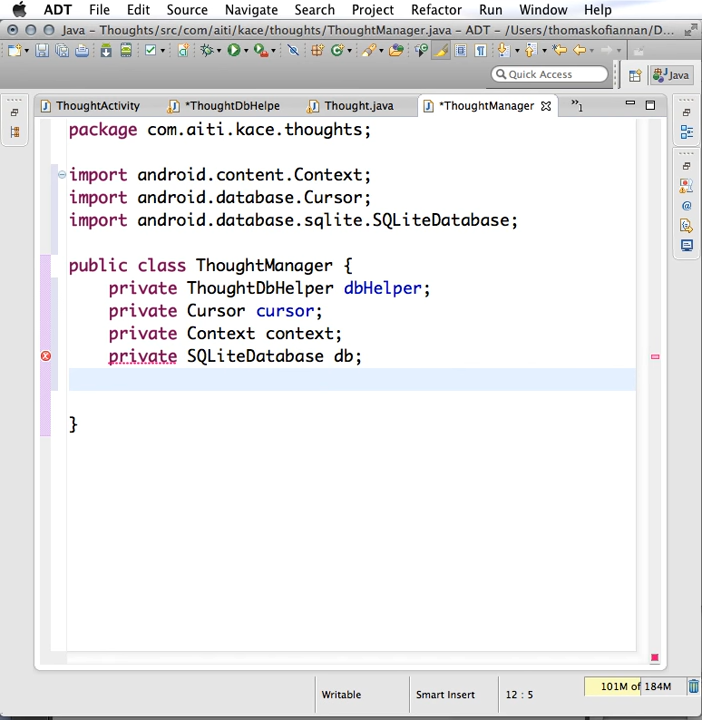 ADT File Edit Source Navigate Search Project Refactor Run Window Help
Java – Thoughts/src/com/aiti/kace/thoughts/ThoughtManager.java – ADT – /Users/thomaskofiannan/D...
Quick Access
Java
ThoughtActivity *ThoughtDbHelpe Thought.java *ThoughtManager »1
package com.aiti.kace.thoughts;
import android.content.Context;
import android.database.Cursor;
import android.database.sqlite.SQLiteDatabase;
public class ThoughtManager {
private ThoughtDbHelper dbHelper;
private Cursor cursor;
private Context context;
private SQLiteDatabase db;
}
Writable Smart Insert 12 : 5 101M of 184M